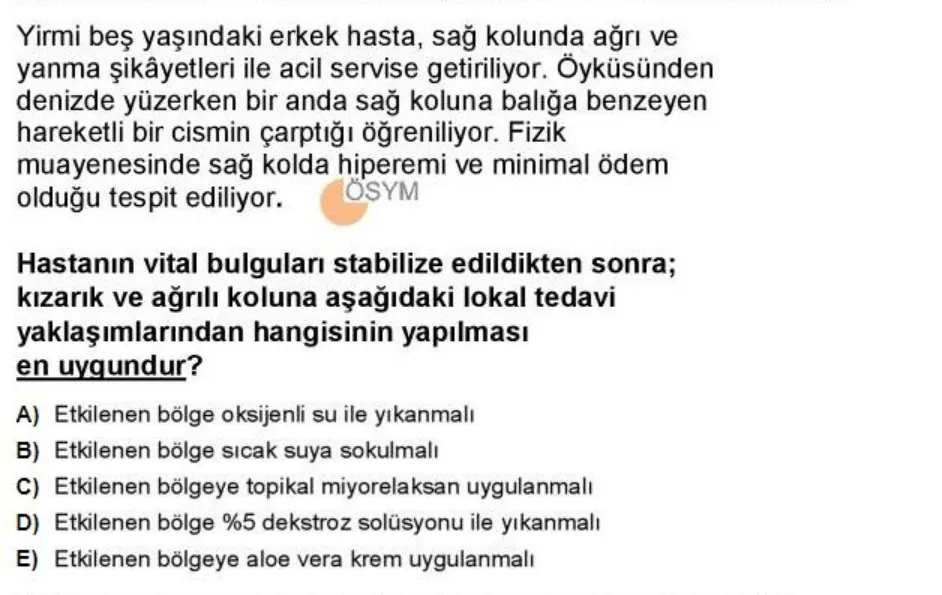 Yirmi beş yaşındaki erkek hasta, sağ kolunda ağrı ve
yanma şikâyetleri ile acil servise getiriliyor. Öyküsünden
denizde yüzerken bir anda sağ koluna balığa benzeyen
hareketli bir cismin çarptığı öğreniliyor. Fizik
muayenesinde sağ kolda hiperemi ve minimal ödem
olduğu tespit ediliyor.
ÖSYM
Hastanın vital bulguları stabilize edildikten sonra;
kızarık ve ağrılı koluna aşağıdaki lokal tedavi
yaklaşımlarından hangisinin yapılması
en uygundur?
A) Etkilenen bölge oksijenli su ile yıkanmalı
B) Etkilenen bölge sıcak suya sokulmalı
C) Etkilenen bölgeye topikal miyorelaksan uygulanmalı
D) Etkilenen bölge %5 dekstroz solüsyonu ile yıkanmalı
E) Etkilenen bölgeye aloe vera krem uygulanmalı